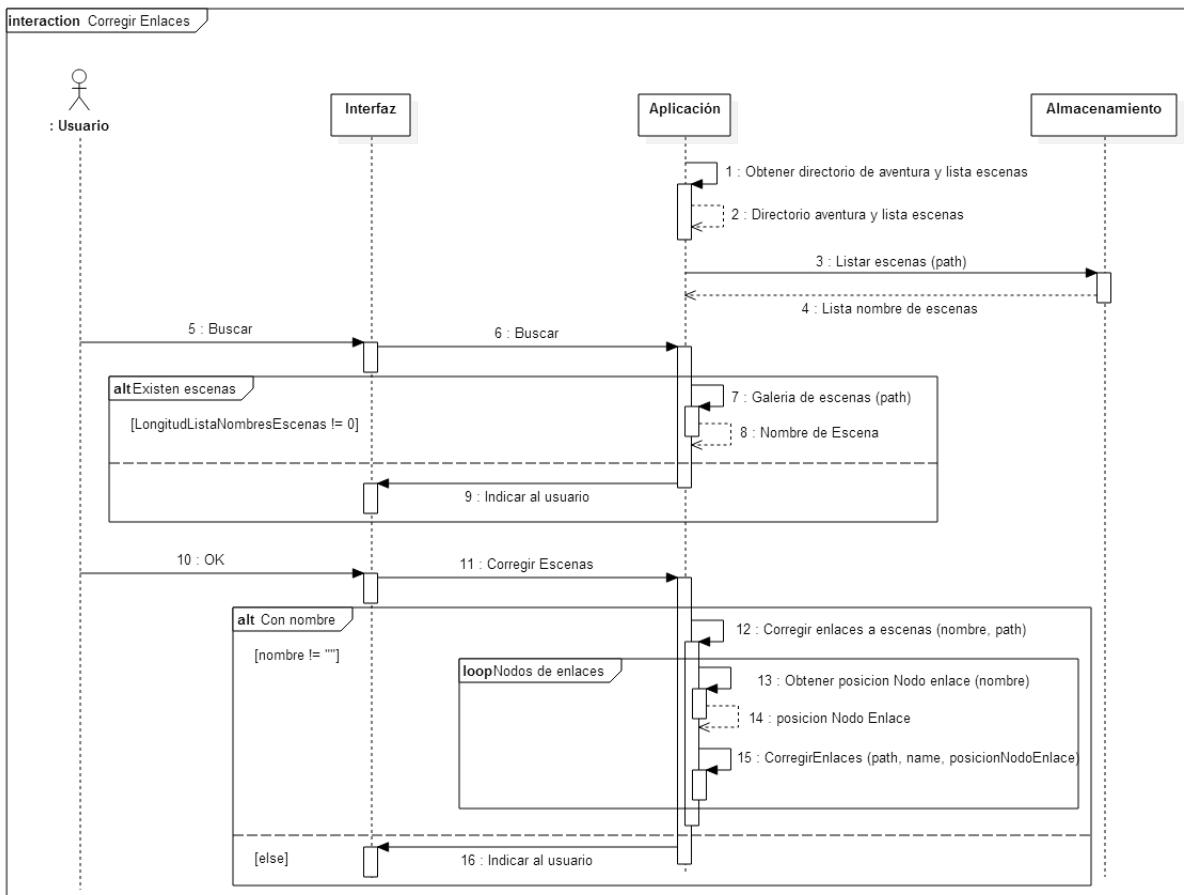 interaction Corregir Enlaces
: Usuario
Interfaz
Aplicación
Almacenamiento
1 : Obtener directorio de aventura y lista escenas
2 : Directorio aventura y lista escenas
3 : Listar escenas (path)
4 : Lista nombre de escenas
5 : Buscar
6 : Buscar
alt Existen escenas
[LongitudListaNombresEscenas != 0]
7 : Galeria de escenas (path)
8 : Nombre de Escena
9 : Indicar al usuario
10 : OK
11 : Corregir Escenas
alt Con nombre
[nombre != ""]
12 : Corregir enlaces a escenas (nombre, path)
loop Nodos de enlaces
13 : Obtener posicion Nodo enlace (nombre)
14 : posicion Nodo Enlace
15 : CorregirEnlaces (path, name, posicionNodoEnlace)
[else]
16 : Indicar al usuario